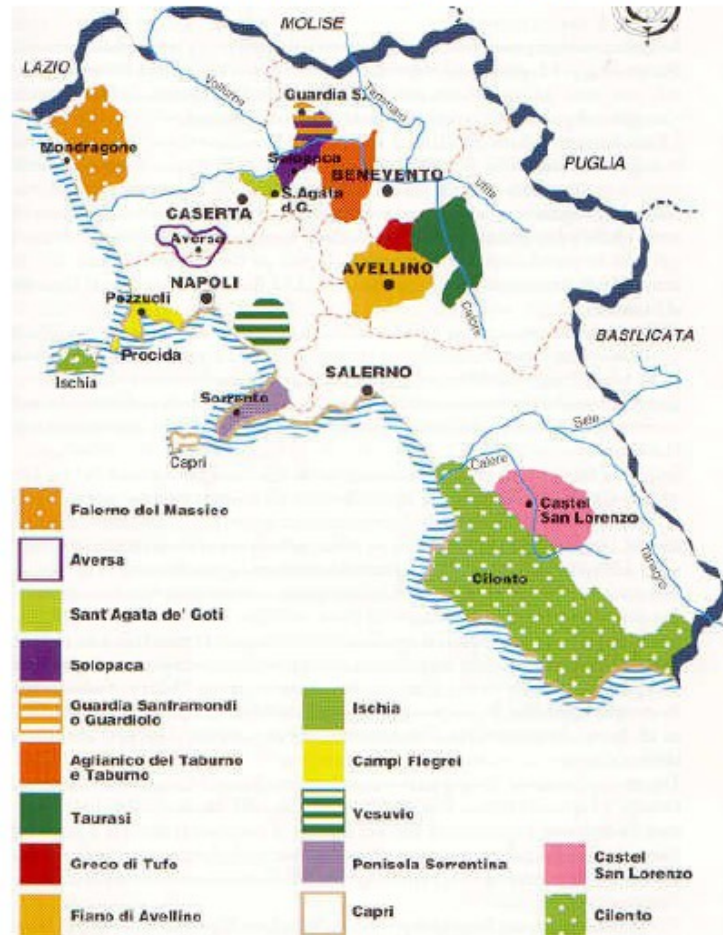 MOLISE
LAZIO
Volturno
Tammaro
Guardia S.
Mondragone
Solopaca
PUGLIA
BENEVENTO
Ufita
S.Agata
d.G.
CASERTA
Aversa
AVELLINO
NAPOLI
Pozzuoli
Calore
BASILICATA
Procida
Ischia
SALERNO
Sorrento
Sele
Capri
Calore
Castel
San Lorenzo
Cilento
Tanagro
Falerno del Massico
Aversa
Sant'Agata de' Goti
Solopaca
Guardia Sanframondi
o Guardiolo
Aglianico del Taburno
e Taburno
Taurasi
Greco di Tufo
Fiano di Avellino
Ischia
Campi Flegrei
Vesuvio
Penisola Sorrentina
Capri
Castel
San Lorenzo
Cilento